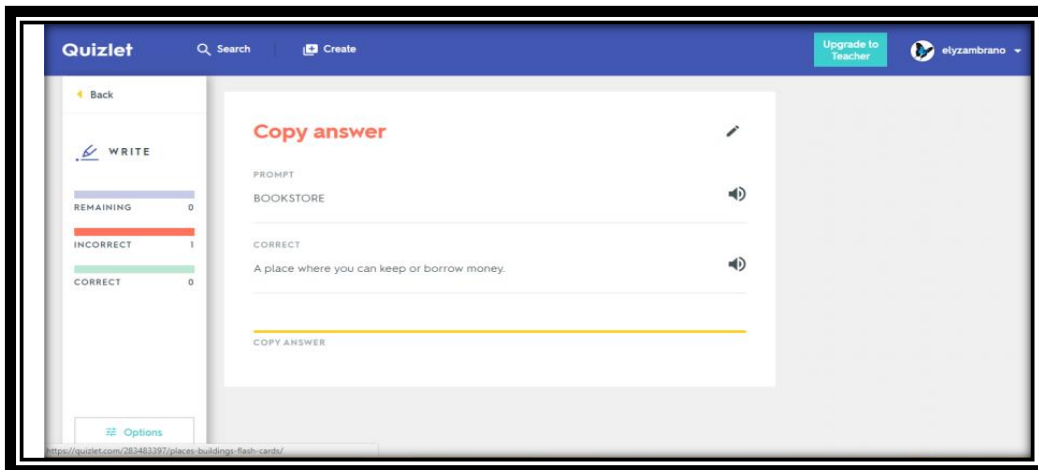 Quizlet
Search
Create
Upgrade to
Teacher
elyzambrano
Back
WRITE
REMAINING 0
INCORRECT 1
CORRECT 0
Options
Copy answer
PROMPT
BOOKSTORE
CORRECT
A place where you can keep or borrow money.
COPY ANSWER
https://quizlet.com/283483397/places-buildings-flash-cards/